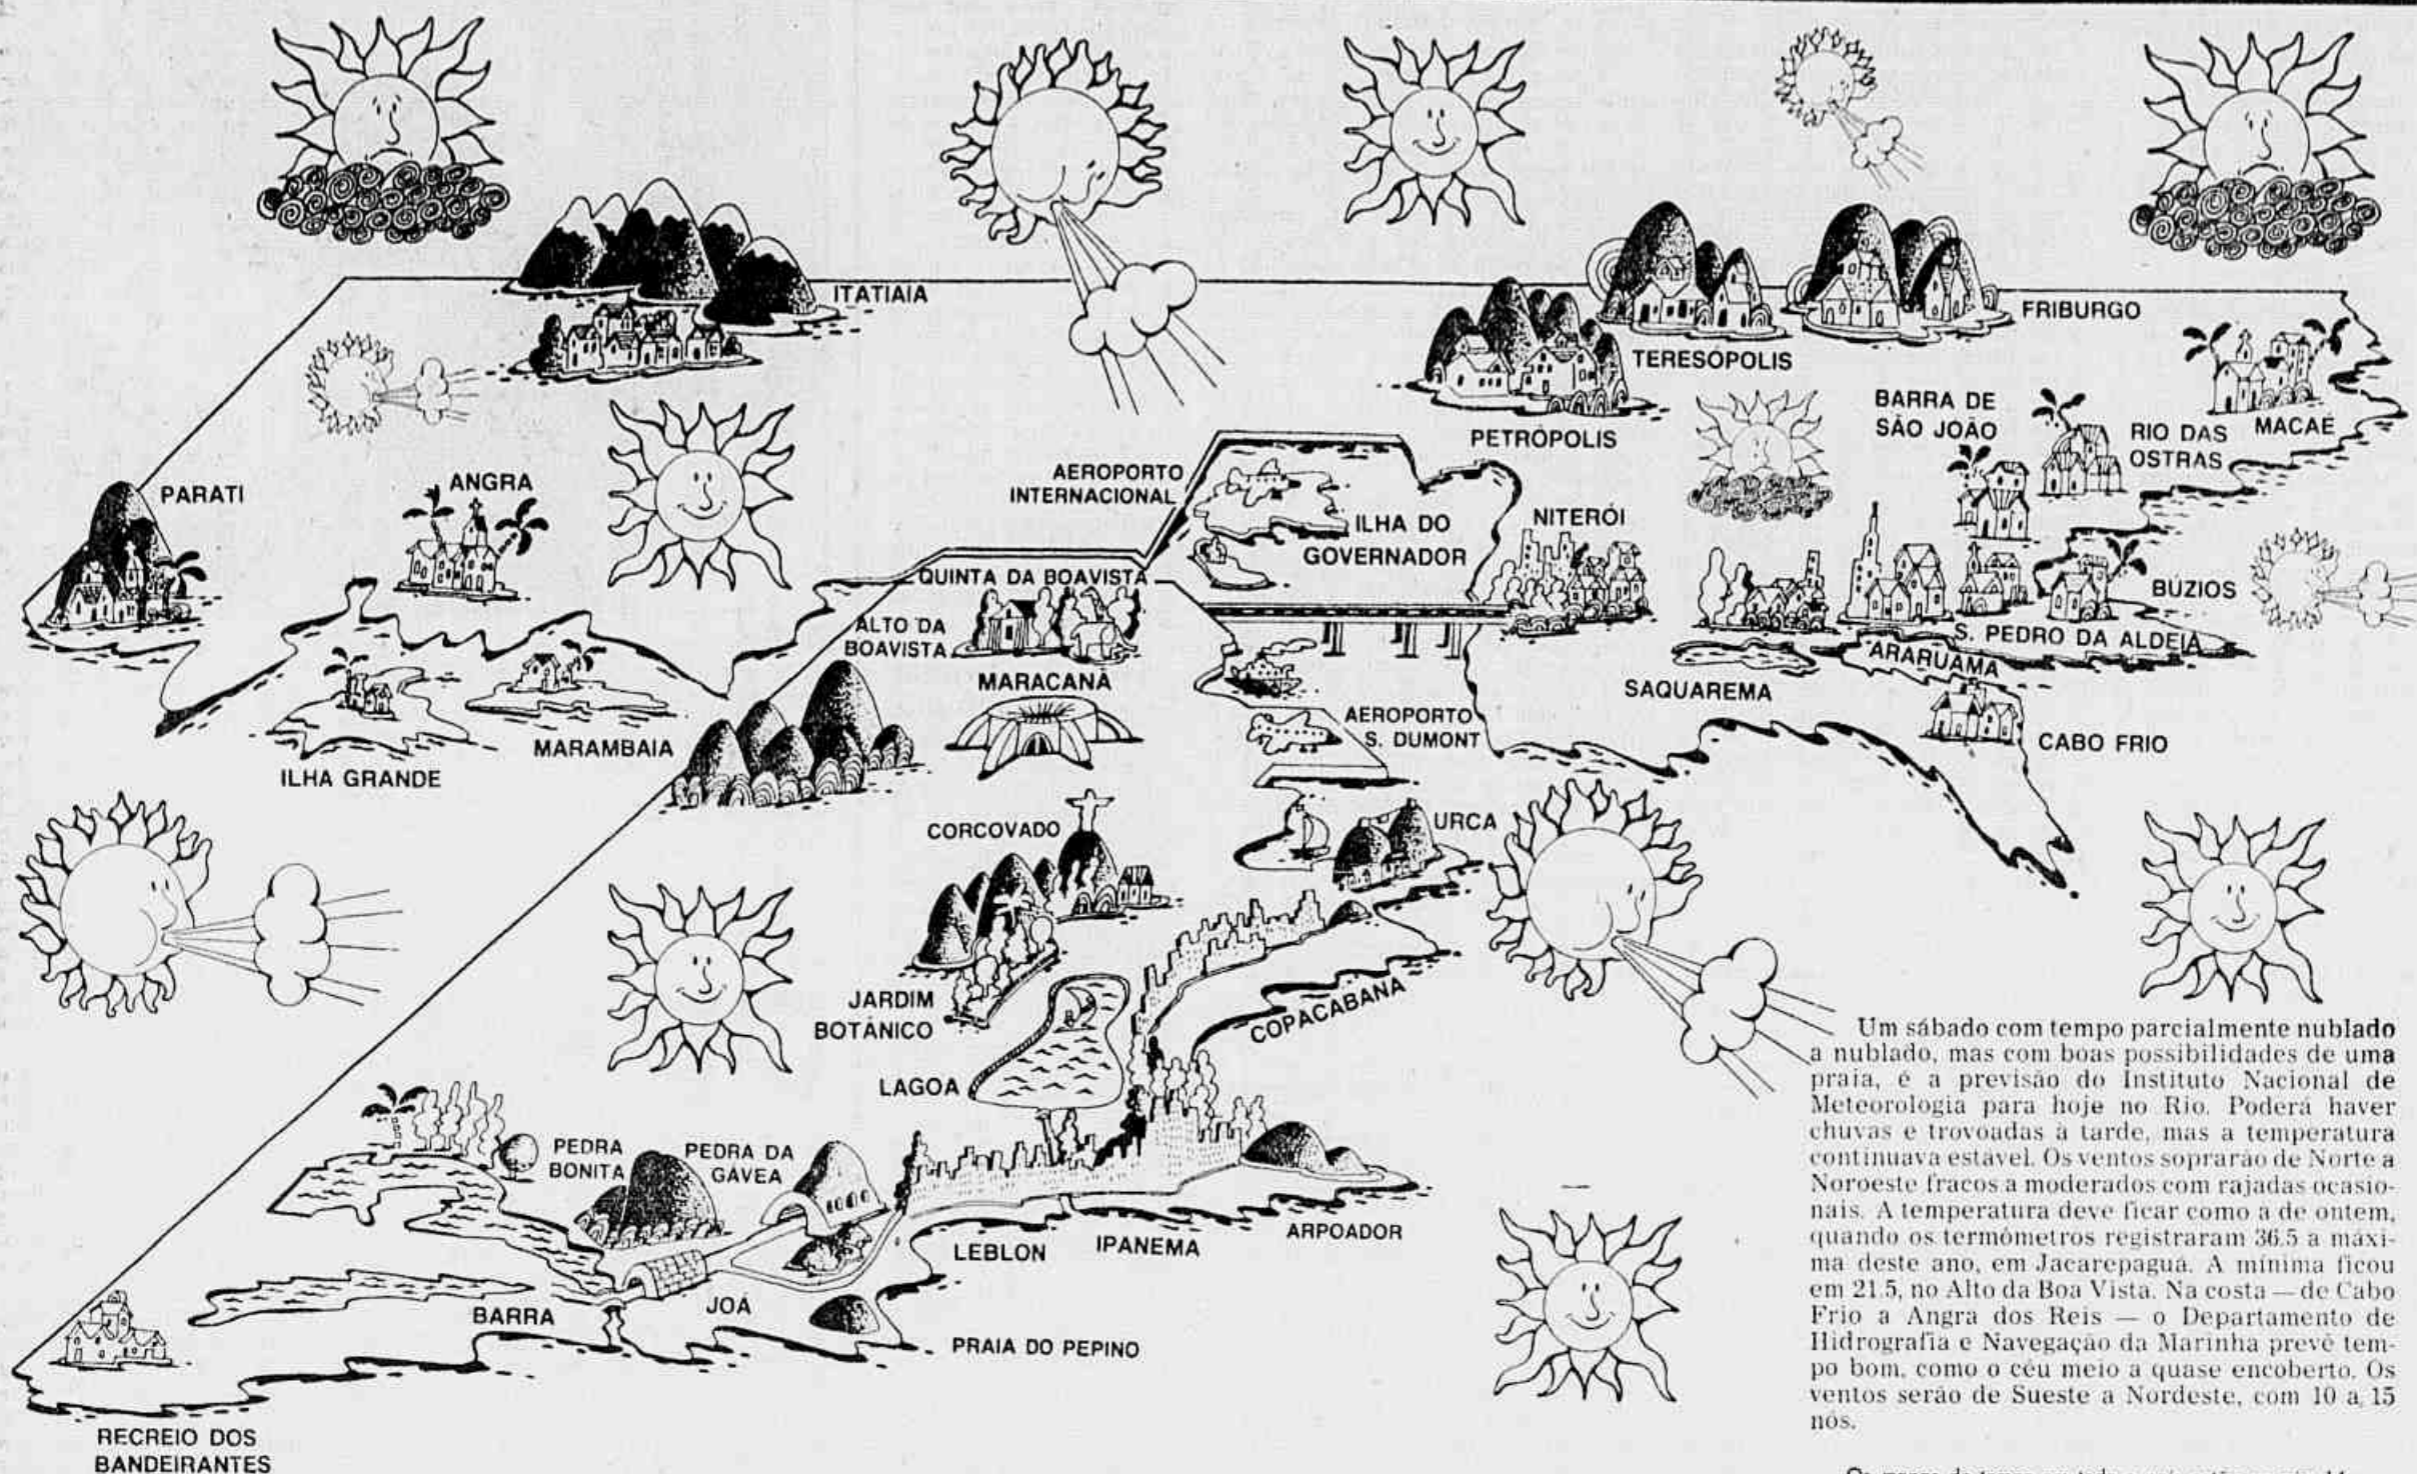 ITATIAIA
FRIBURGO
TERESÓPOLIS
PETRÓPOLIS
BARRA DE
SÃO JOÃO
RIO DAS
OSTRAS
MACAÉ
PARATI
ANGRA
AEROPORTO
INTERNACIONAL
ILHA DO
GOVERNADOR
NITERÓI
QUINTA DA BOAVISTA
BÚZIOS
ALTO DA
BOAVISTA
S. PEDRO DA ALDEIA
ARARUAMA
MARACANÃ
SAQUAREMA
MARAMBAIA
ILHA GRANDE
AEROPORTO
S. DUMONT
CABO FRIO
CORCOVADO
URCA
JARDIM
BOTÂNICO
COPACABANA
LAGOA
PEDRA
BONITA
PEDRA DA
GÁVEA
LEBLON
IPANEMA
ARPOADOR
BARRA
JOÁ
PRAIA DO PEPINO
RECREIO DOS
BANDEIRANTES
Um sábado com tempo parcialmente nublado
a nublado, mas com boas possibilidades de uma
praia, é a previsão do Instituto Nacional de
Meteorologia para hoje no Rio. Poderá haver
chuvas e trovoadas à tarde, mas a temperatura
continuava estável. Os ventos soprarão de Norte a
Noroeste fracos a moderados com rajadas ocasio-
nais. A temperatura deve ficar como a de ontem,
quando os termômetros registraram 36.5 a máxi-
ma deste ano, em Jacarepaguá. A mínima ficou
em 21.5, no Alto da Boa Vista. Na costa — de Cabo
Frio a Angra dos Reis — o Departamento de
Hidrografia e Navegação da Marinha prevê tem-
po bom, como o céu meio a quase encoberto. Os
ventos serão de Sueste a Nordeste, com 10 a 15
nós.